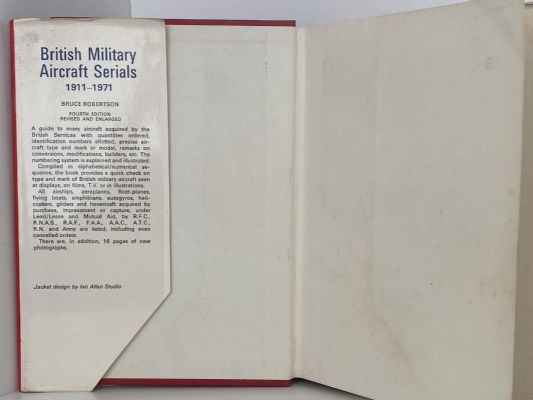 British Military
Aircraft Serials
1911–1971
BRUCE ROBERTSON
FOURTH EDITION
REVISED AND ENLARGED
A guide to every aircraft acquired by the
British Services with quantities ordered,
identification numbers allotted, precise air-
craft type and mark or model, remarks on
conversions, modifications, builders, etc. The
numbering system is explained and illustrated.
Compiled in alphabetical/numerical se-
quence, the book provides a quick check on
type and mark of British military aircraft seen
at displays, on films, T.V. or in illustrations.
All airships, aeroplanes, float-planes,
flying boats, amphibians, autogyros, heli-
copters, gliders and hovercraft acquired by
purchase, impressment or capture, under
Lend/Lease and Mutual Aid, by R.F.C.,
R.N.A.S., R.A.F., F.A.A., A.A.C., A.T.C.,
R.N. and Army are listed, including even
cancelled orders.
There are, in addition, 16 pages of new
photographs.
Jacket design by Ian Allan Studio